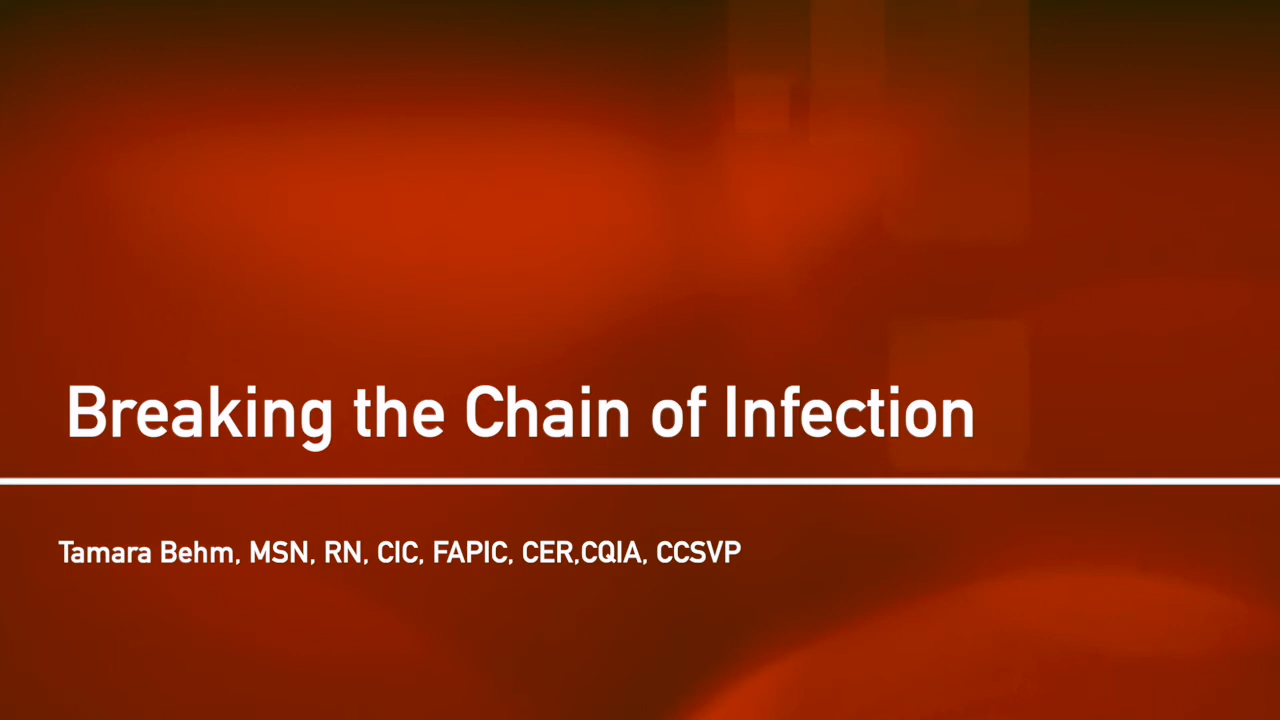 Breaking the Chain of Infection
Tamara Behm, MSN, RN, CIC, FAPIC, CER,CQIA, CCSVP